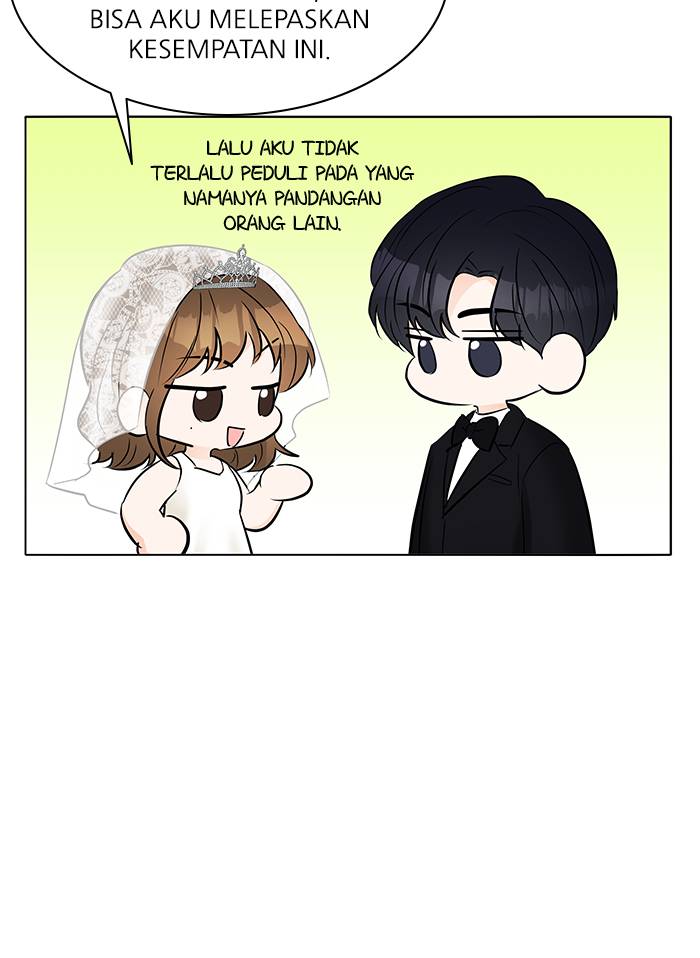 BISA AKU MELEPASKAN
KESEMPATAN INI.
LALU AKU TIDAK
TERLALU PEDULI PADA YANG
NAMANYA PANDANGAN
ORANG LAIN.